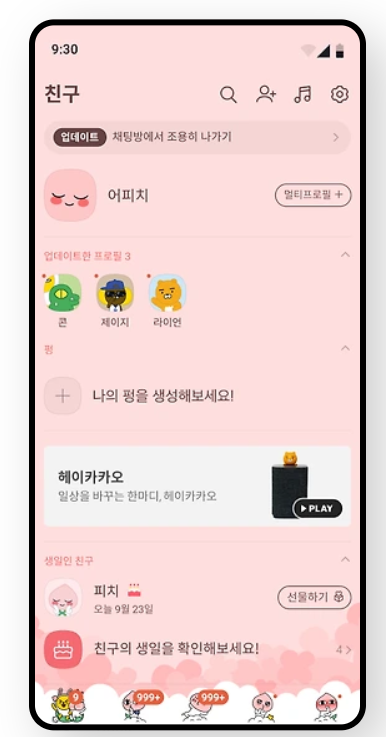 9:30
친구
업데이트 채팅방에서 조용히 나가기
어피치
멀티프로필 +
업데이트한 프로필 3
콘 제이지 라이언
펑
나의 펑을 생성해보세요!
헤이카카오
일상을 바꾸는 한마디, 헤이카카오
PLAY
생일인 친구
피치
오늘 9월 23일
선물하기
친구의 생일을 확인해보세요! 4
9 999+ 999+